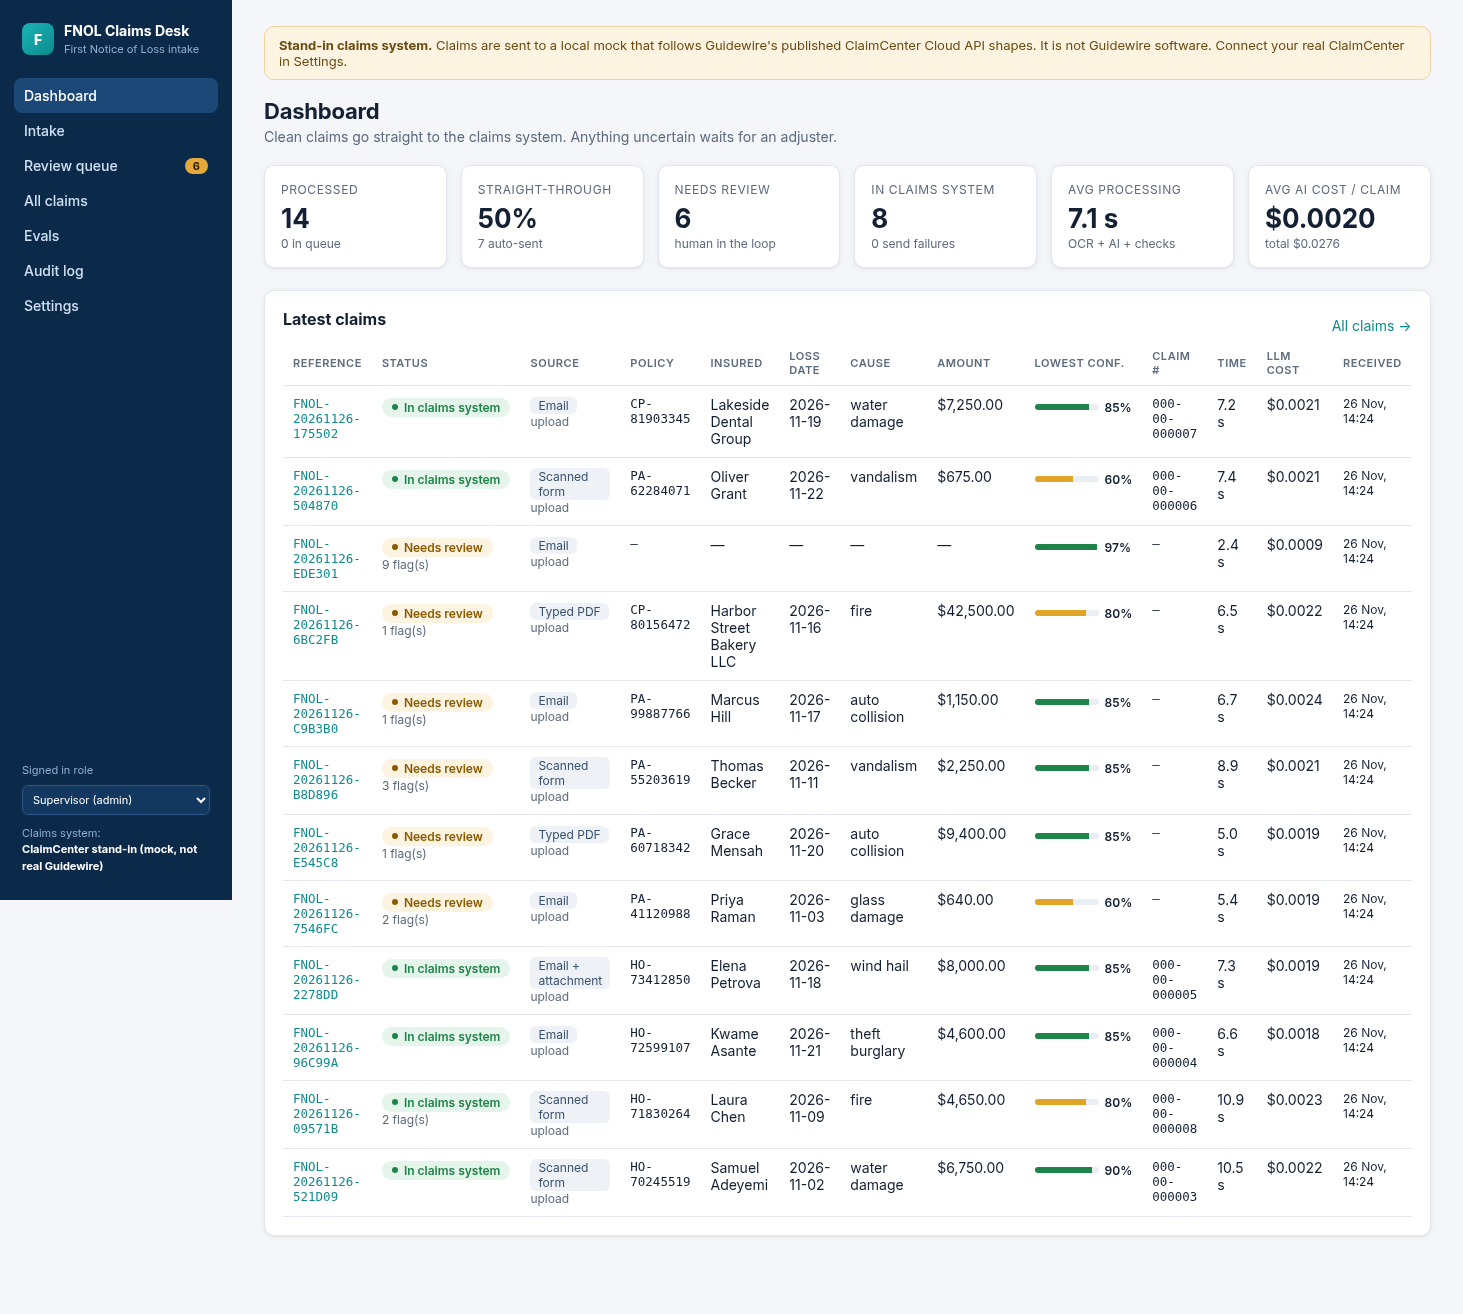 F
FNOL Claims Desk
First Notice of Loss intake
Dashboard
Intake
Review queue 6
All claims
Evals
Audit log
Settings
Signed in role
Supervisor (admin)
Claims system:
ClaimCenter stand-in (mock, not
real Guidewire)
Stand-in claims system. Claims are sent to a local mock that follows Guidewire's published ClaimCenter Cloud API shapes. It is not Guidewire software. Connect your real ClaimCenter
in Settings.
Dashboard
Clean claims go straight to the claims system. Anything uncertain waits for an adjuster.
PROCESSED
14
0 in queue
STRAIGHT-THROUGH
50%
7 auto-sent
NEEDS REVIEW
6
human in the loop
IN CLAIMS SYSTEM
8
0 send failures
AVG PROCESSING
7.1 s
OCR + AI + checks
AVG AI COST / CLAIM
$0.0020
total $0.0276
Latest claims
All claims →
REFERENCE STATUS SOURCE POLICY INSURED LOSS DATE CAUSE AMOUNT LOWEST CONF. CLAIM # TIME LLM COST RECEIVED
FNOL-20261126-175502 In claims system Email upload CP-81903345 Lakeside Dental Group 2026-11-19 water damage $7,250.00 85% 000-00-000007 7.2 s $0.0021 26 Nov, 14:24
FNOL-20261126-504870 In claims system Scanned form upload PA-62284071 Oliver Grant 2026-11-22 vandalism $675.00 60% 000-00-000006 7.4 s $0.0021 26 Nov, 14:24
FNOL-20261126-EDE301 Needs review 9 flag(s) Email upload — — — — — 97% — 2.4 s $0.0009 26 Nov, 14:24
FNOL-20261126-6BC2FB Needs review 1 flag(s) Typed PDF upload CP-80156472 Harbor Street Bakery LLC 2026-11-16 fire $42,500.00 80% — 6.5 s $0.0022 26 Nov, 14:24
FNOL-20261126-C9B3B0 Needs review 1 flag(s) Email upload PA-99887766 Marcus Hill 2026-11-17 auto collision $1,150.00 85% — 6.7 s $0.0024 26 Nov, 14:24
FNOL-20261126-B8D896 Needs review 3 flag(s) Scanned form upload PA-55203619 Thomas Becker 2026-11-11 vandalism $2,250.00 85% — 8.9 s $0.0021 26 Nov, 14:24
FNOL-20261126-E545C8 Needs review 1 flag(s) Typed PDF upload PA-60718342 Grace Mensah 2026-11-20 auto collision $9,400.00 85% — 5.0 s $0.0019 26 Nov, 14:24
FNOL-20261126-7546FC Needs review 2 flag(s) Email upload PA-41120988 Priya Raman 2026-11-03 glass damage $640.00 60% — 5.4 s $0.0019 26 Nov, 14:24
FNOL-20261126-2278DD In claims system Email + attachment upload HO-73412850 Elena Petrova 2026-11-18 wind hail $8,000.00 85% 000-00-000005 7.3 s $0.0019 26 Nov, 14:24
FNOL-20261126-96C99A In claims system Email upload HO-72599107 Kwame Asante 2026-11-21 theft burglary $4,600.00 85% 000-00-000004 6.6 s $0.0018 26 Nov, 14:24
FNOL-20261126-09571B In claims system 2 flag(s) Scanned form upload HO-71830264 Laura Chen 2026-11-09 fire $4,650.00 80% 000-00-000008 10.9 s $0.0023 26 Nov, 14:24
FNOL-20261126-521D09 In claims system Scanned form upload HO-70245519 Samuel Adeyemi 2026-11-02 water damage $6,750.00 90% 000-00-000003 10.5 s $0.0022 26 Nov, 14:24